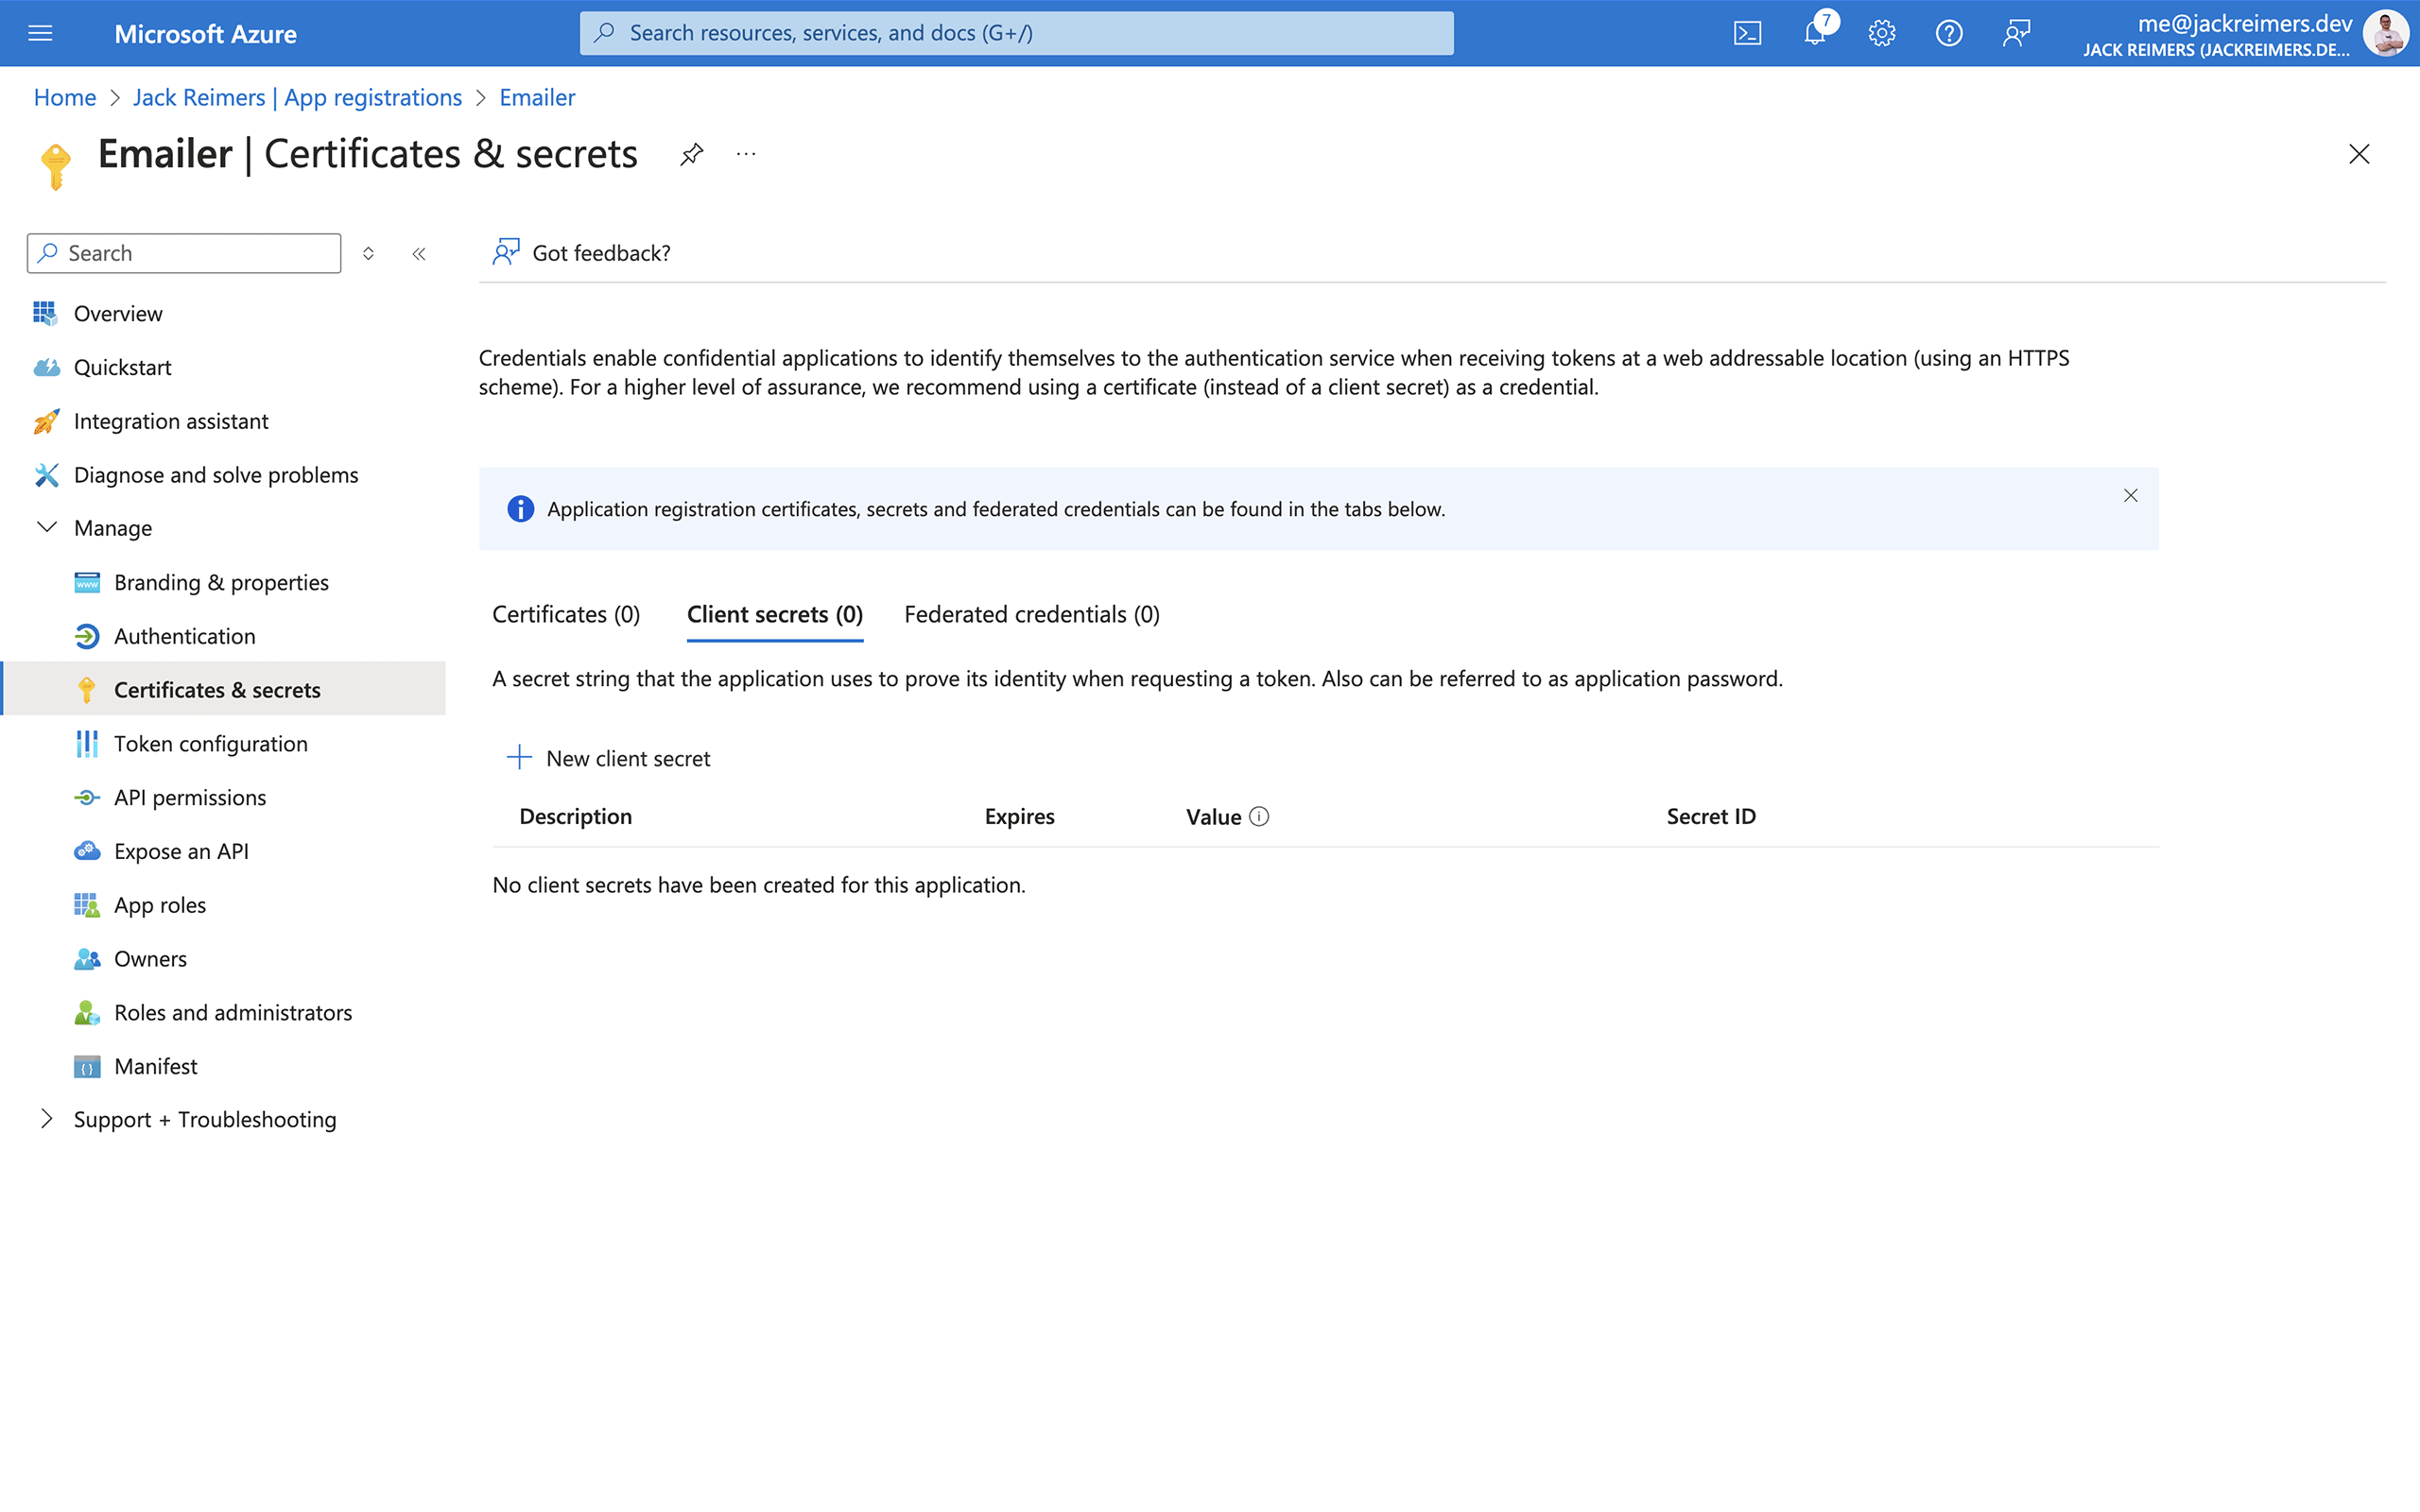 Microsoft Azure
Search resources, services, and docs (G+/)
7
me@jackreimers.dev
JACK REIMERS (JACKREIMERS.DE...
Home > Jack Reimers | App registrations > Emailer
Emailer | Certificates & secrets
Search
Got feedback?
Overview
Quickstart
Integration assistant
Diagnose and solve problems
Manage
Branding & properties
Authentication
Certificates & secrets
Token configuration
API permissions
Expose an API
App roles
Owners
Roles and administrators
Manifest
Support + Troubleshooting
Credentials enable confidential applications to identify themselves to the authentication service when receiving tokens at a web addressable location (using an HTTPS
scheme). For a higher level of assurance, we recommend using a certificate (instead of a client secret) as a credential.
Application registration certificates, secrets and federated credentials can be found in the tabs below.
Certificates (0)
Client secrets (0)
Federated credentials (0)
A secret string that the application uses to prove its identity when requesting a token. Also can be referred to as application password.
New client secret
Description
Expires
Value
Secret ID
No client secrets have been created for this application.